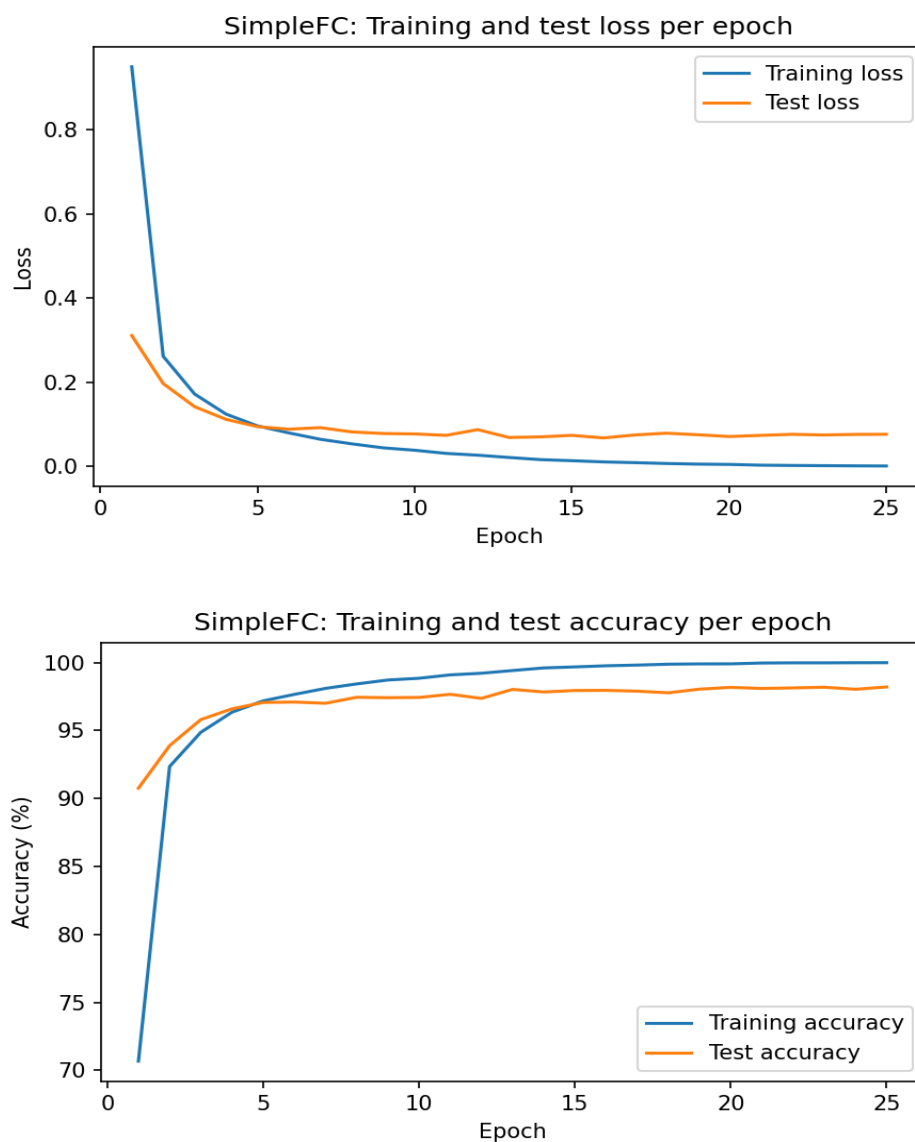 SimpleFC: Training and test loss per epoch
Training loss
Test loss
0.8
0.6
0.4
0.2
0.0
Loss
0 5 10 15 20 25
Epoch
SimpleFC: Training and test accuracy per epoch
100
95
90
85
80
75
70
Accuracy (%)
Training accuracy
Test accuracy
0 5 10 15 20 25
Epoch